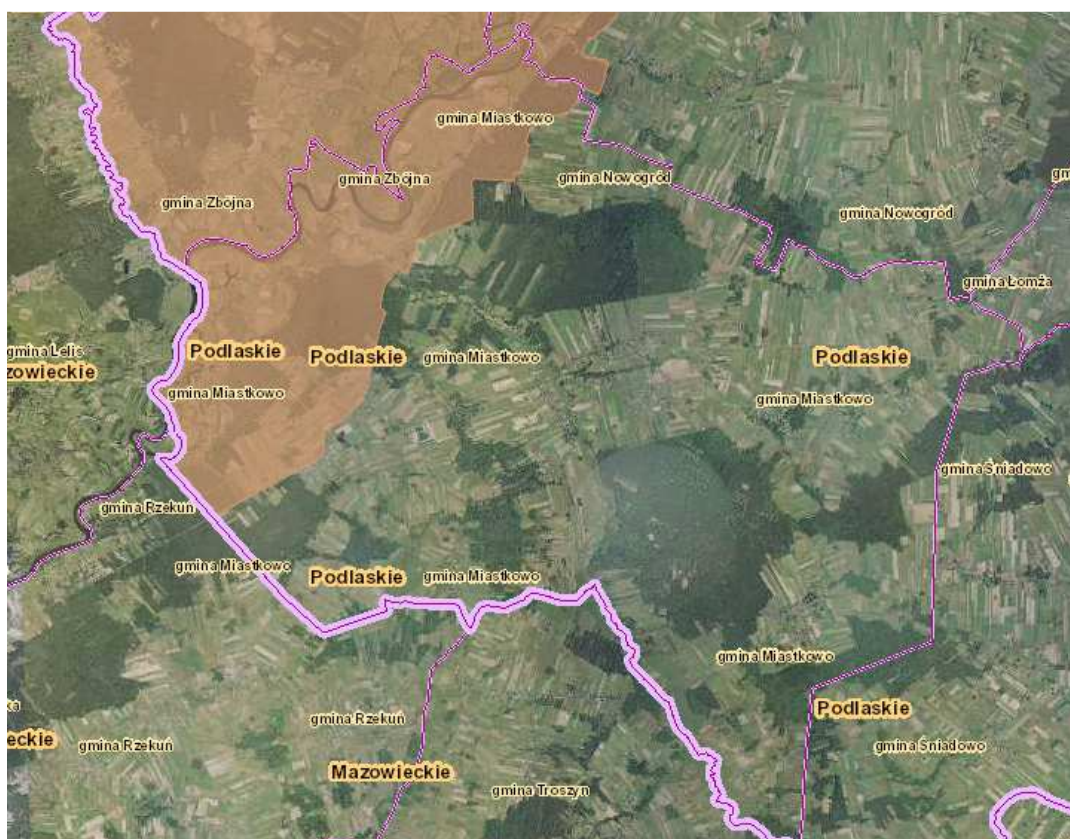 gmina Miastkowo
gmina Nowogród
gmina Zbójna
gmina Zbójna
gmina Nowogród
gmina Łomża
gmina Lelis
zowieckie
Podlaskie
Podlaskie
gmina Miastkowo
Podlaskie
gmina Miastkowo
gmina Miastkowo
gmina Śniadowo
gmina Rzekuń
gmina Miastkowo
Podlaskie
gmina Miastkowo
gmina Miastkowo
Podlaskie
ka
eckie
gmina Rzekuń
gmina Rzekuń
gmina Śniadowo
Mazowieckie
gmina Troszyn